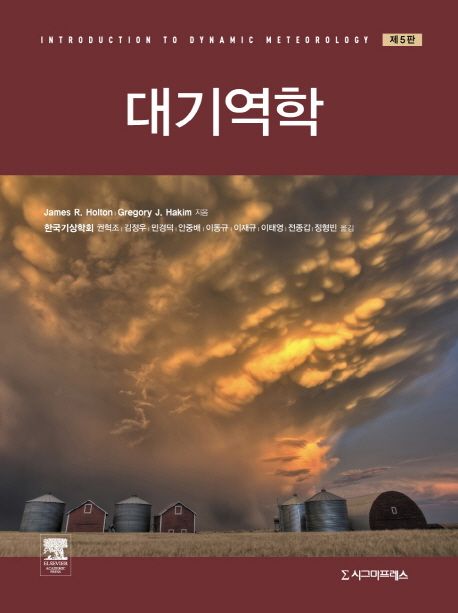 INTRODUCTION TO DYNAMIC METEOROLOGY 제5판
대기역학
James R. Holton, Gregory J. Hakim 지음
한국기상학회 권혁조 | 김정우 | 민경덕 | 안중배 | 이동규 | 이재규 | 이태영 | 전종갑 | 정형빈 옮김
ELSEVIER
ACADEMIC
PRESS
Σ 시그마프레스